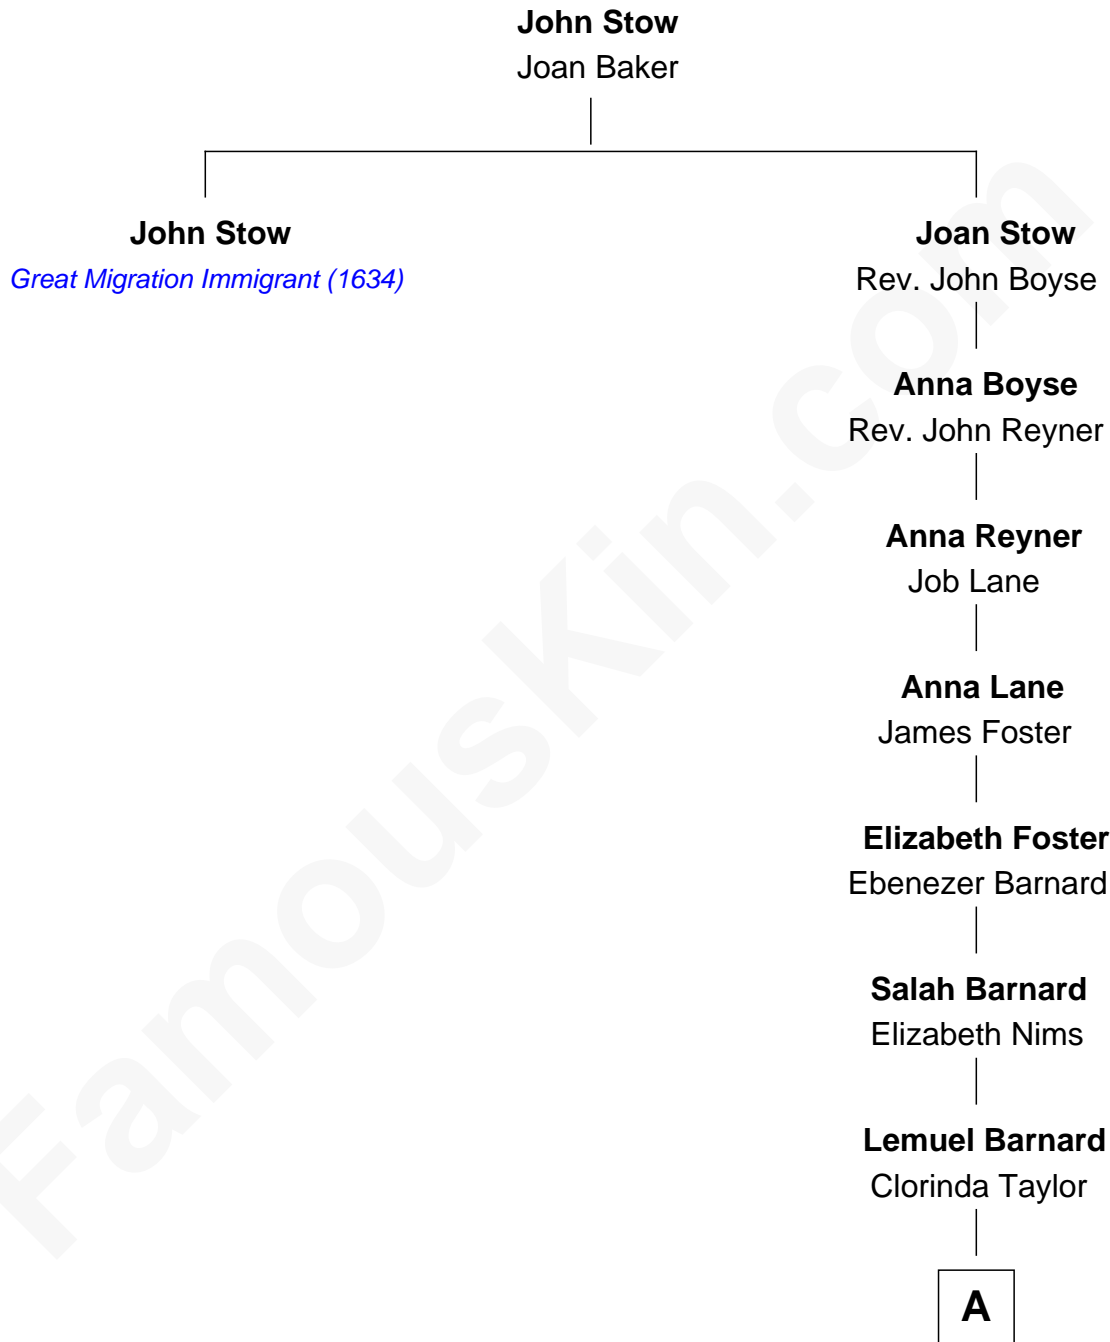 John Stow
Joan Baker
John Stow
Great Migration Immigrant (1634)
Joan Stow
Rev. John Boyse
Anna Boyse
Rev. John Reyner
Anna Reyner
Job Lane
Anna Lane
James Foster
Elizabeth Foster
Ebenezer Barnard
Salah Barnard
Elizabeth Nims
Lemuel Barnard
Clorinda Taylor
A
FamousKin.com